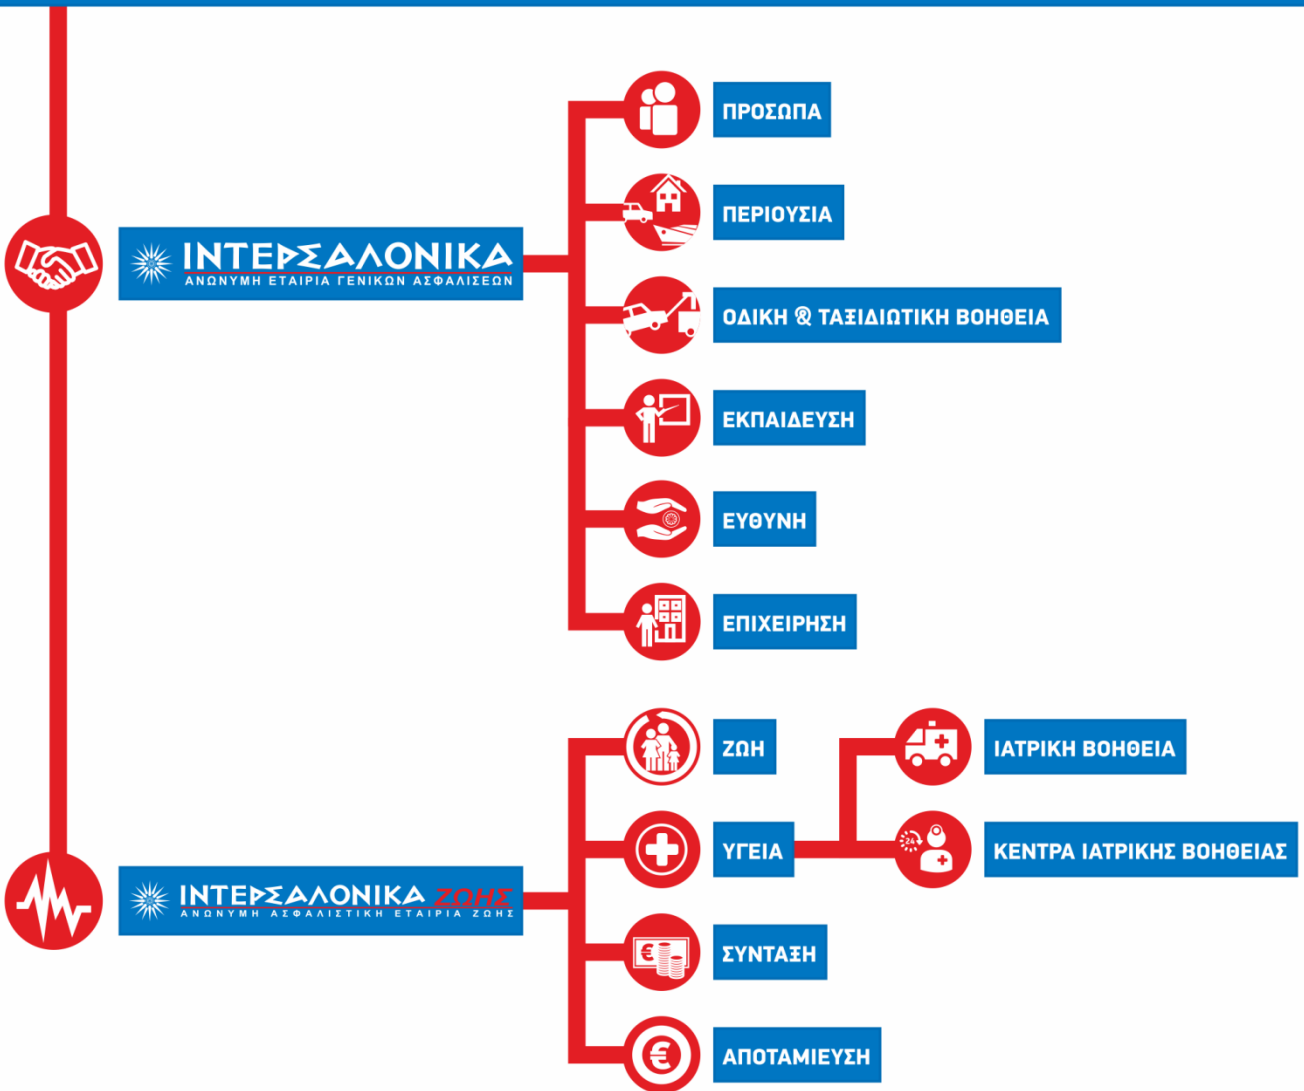 ΠΡΟΣΩΠΑ
ΠΕΡΙΟΥΣΙΑ
ΙΝΤΕΡΣΑΛΟΝΙΚΑ
ΑΝΩΝΥΜΗ ΕΤΑΙΡΙΑ ΓΕΝΙΚΩΝ ΑΣΦΑΛΙΣΕΩΝ
ΟΔΙΚΗ & ΤΑΞΙΔΙΩΤΙΚΗ ΒΟΗΘΕΙΑ
ΕΚΠΑΙΔΕΥΣΗ
ΕΥΘΥΝΗ
ΕΠΙΧΕΙΡΗΣΗ
ΖΩΗ
ΙΑΤΡΙΚΗ ΒΟΗΘΕΙΑ
ΥΓΕΙΑ
24
ΚΕΝΤΡΑ ΙΑΤΡΙΚΗΣ ΒΟΗΘΕΙΑΣ
ΙΝΤΕΡΣΑΛΟΝΙΚΑ ΖΩΗΣ
ΑΝΩΝΥΜΗ ΑΣΦΑΛΙΣΤΙΚΗ ΕΤΑΙΡΙΑ ΖΩΗΣ
€
ΣΥΝΤΑΞΗ
€
ΑΠΟΤΑΜΙΕΥΣΗ